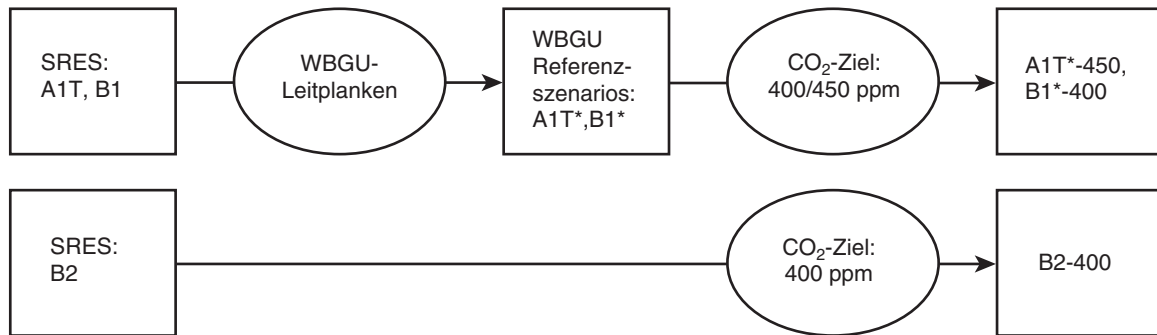 SRES:
A1T, B1
WBGU-
Leitplanken
WBGU
Referenz-
szenarios:
A1T*,B1*
CO₂-Ziel:
400/450 ppm
A1T*-450,
B1*-400
SRES:
B2
CO₂-Ziel:
400 ppm
B2-400